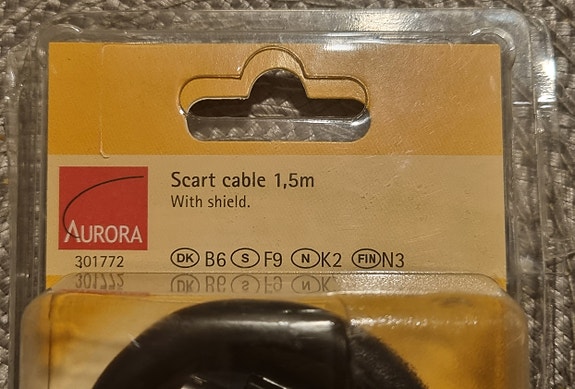 Scart cable 1,5m
With shield.
AURORA
301772
DK B6 S F9 N K2 FIN N3